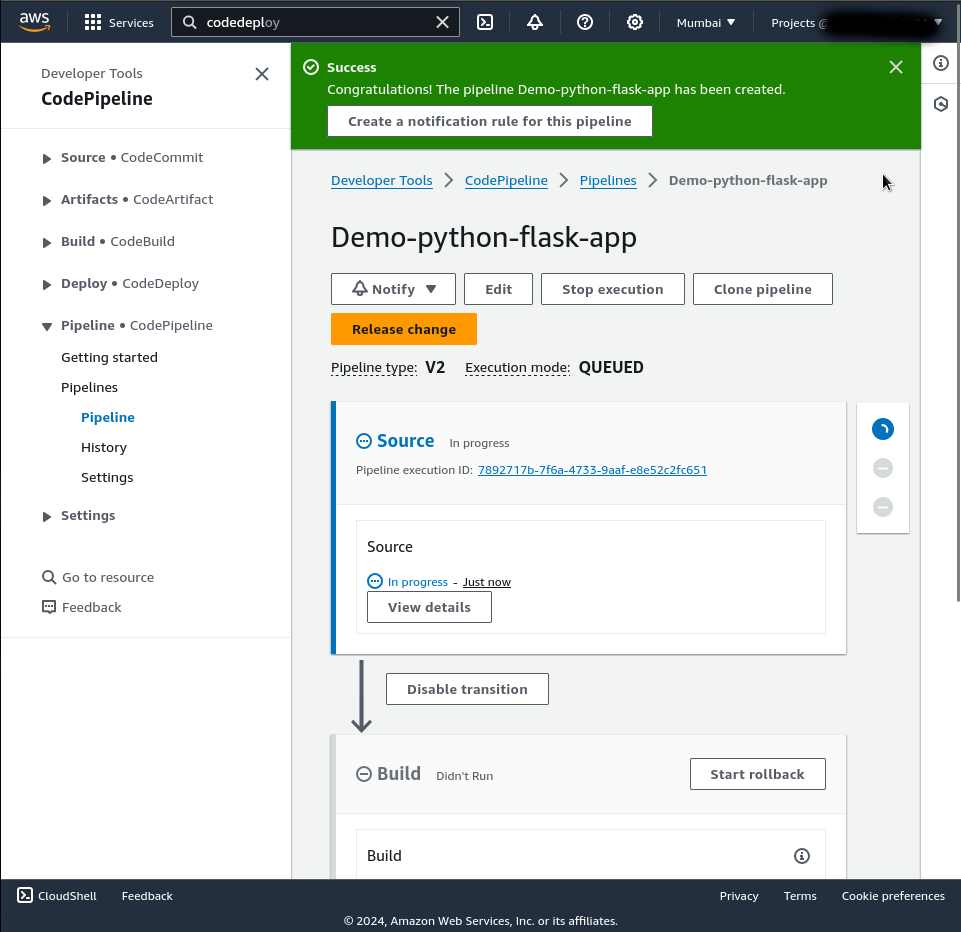 aws Services codedeploy Mumbai Projects @
Developer Tools
CodePipeline
Source • CodeCommit
Artifacts • CodeArtifact
Build • CodeBuild
Deploy • CodeDeploy
Pipeline • CodePipeline
Getting started
Pipelines
Pipeline
History
Settings
Settings
Go to resource
Feedback
Success
Congratulations! The pipeline Demo-python-flask-app has been created.
Create a notification rule for this pipeline
Developer Tools > CodePipeline > Pipelines > Demo-python-flask-app
Demo-python-flask-app
Notify Edit Stop execution Clone pipeline
Release change
Pipeline type: V2 Execution mode: QUEUED
Source In progress
Pipeline execution ID: 7892717b-7f6a-4733-9aaf-e8e52c2fc651
Source
In progress - Just now
View details
Disable transition
Build Didn't Run Start rollback
Build
CloudShell Feedback Privacy Terms Cookie preferences
© 2024, Amazon Web Services, Inc. or its affiliates.